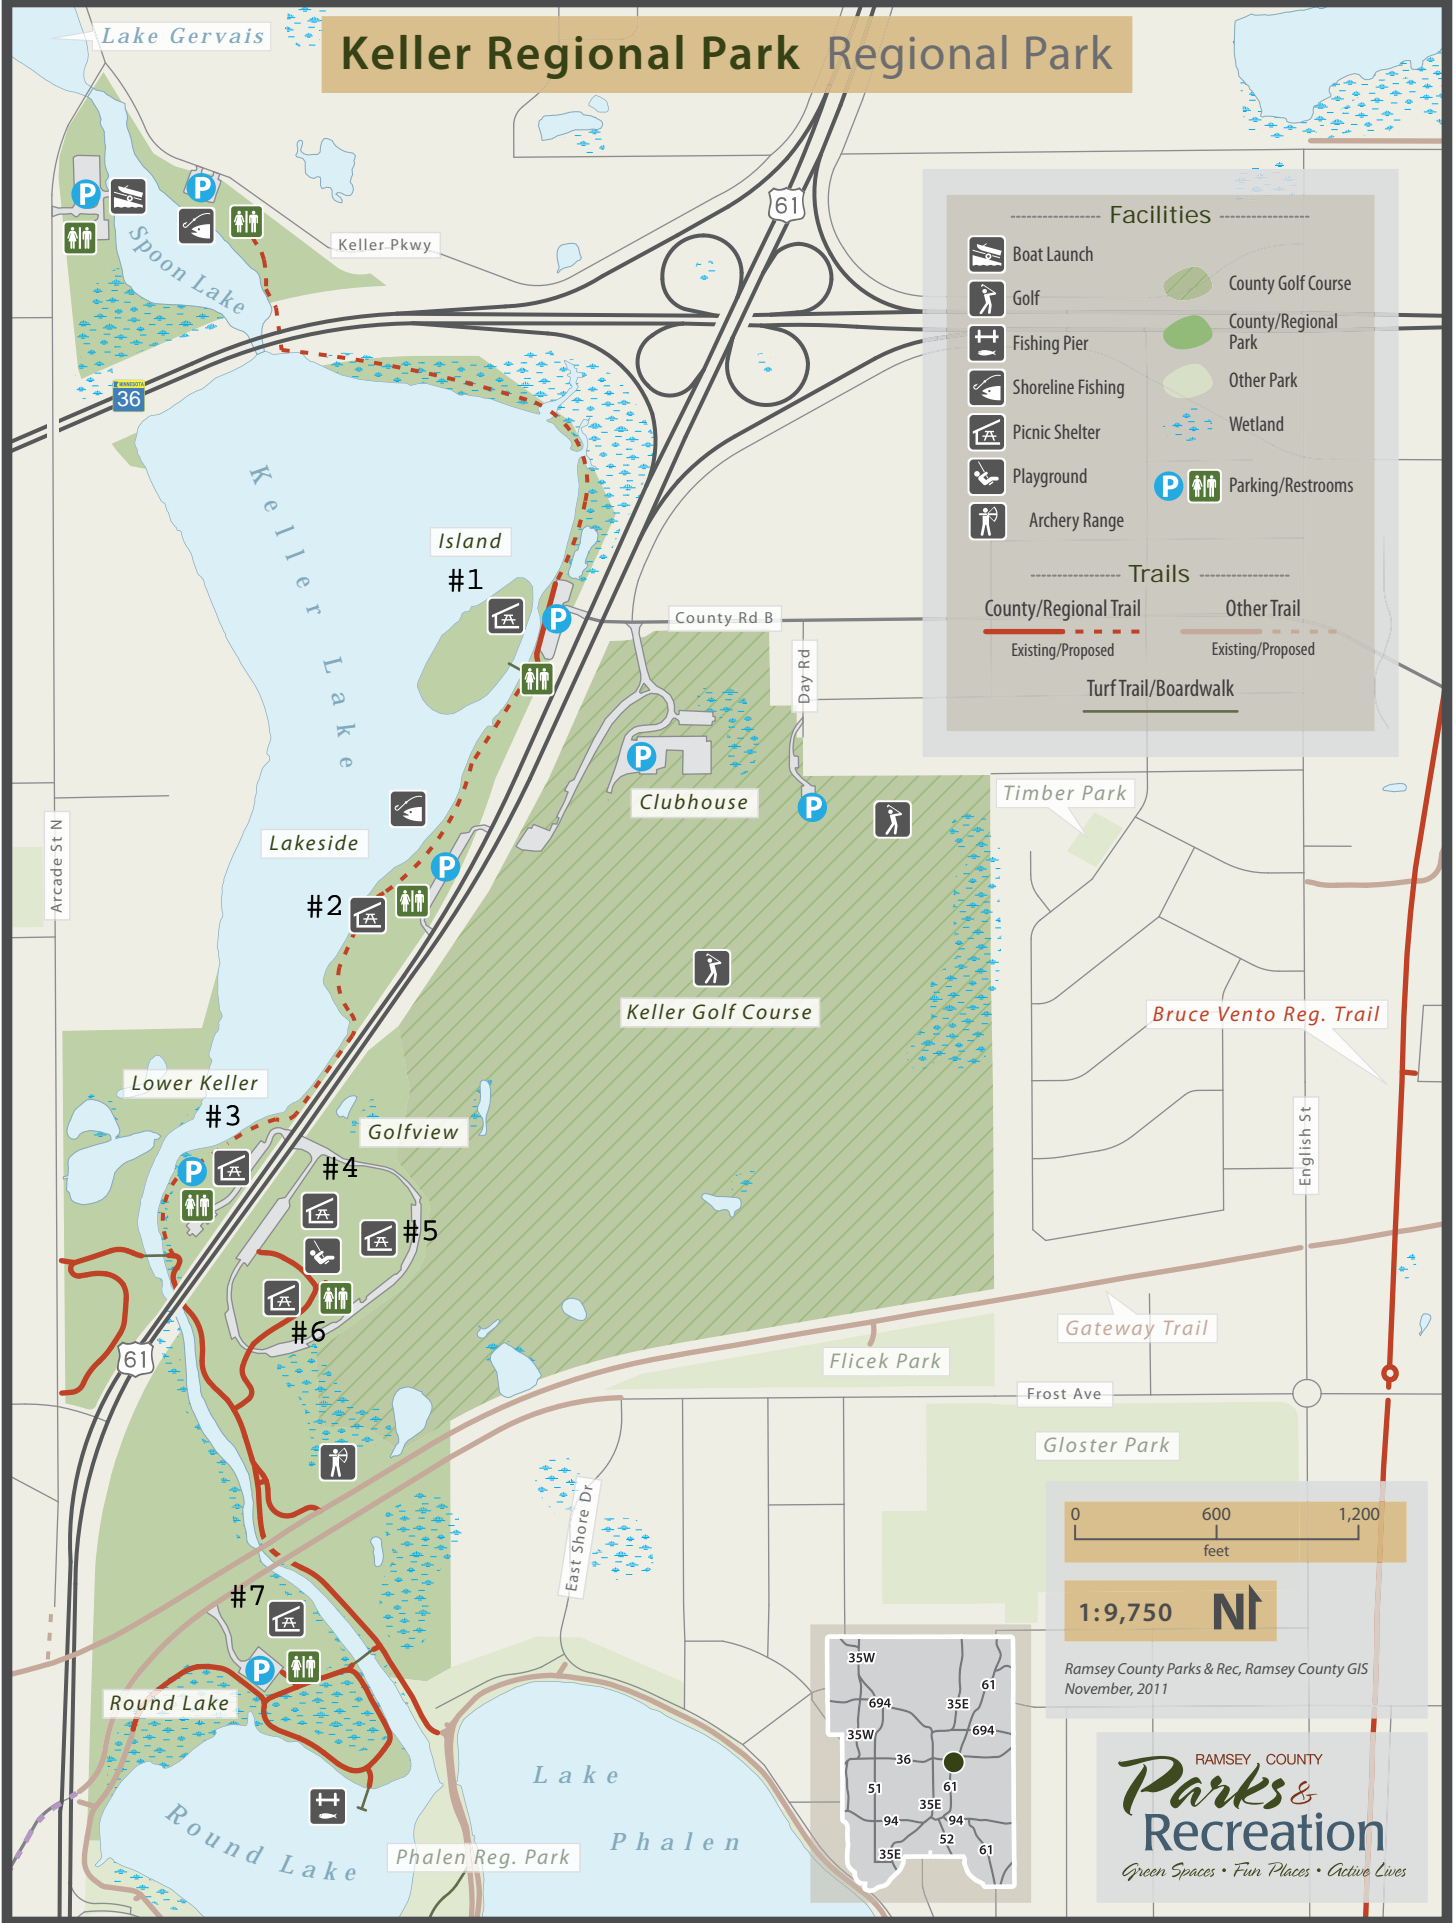 Lake Gervais
Keller Regional Park Regional Park
P
P
61
Spoon Lake
Keller Pkwy
MINNESOTA
36
Facilities
Boat Launch
Golf
Fishing Pier
Shoreline Fishing
Picnic Shelter
Playground
Archery Range
County Golf Course
County/Regional
Park
Other Park
Wetland
P
Parking/Restrooms
Trails
County/Regional Trail
Existing/Proposed
Other Trail
Existing/Proposed
Turf Trail/Boardwalk
Keller Lake
Island
#1
P
County Rd B
Day Rd
P
Clubhouse
P
Timber Park
Arcade St N
Lakeside
P
#2
Keller Golf Course
Bruce Vento Reg. Trail
Lower Keller
#3
Golfview
P
#4
#5
#6
English St
61
Gateway Trail
Flicek Park
Frost Ave
Gloster Park
East Shore Dr
0 600 1,200
feet
1:9,750 N
Ramsey County Parks & Rec, Ramsey County GIS
November, 2011
#7
P
Round Lake
Round Lake
Lake
Phalen
Phalen Reg. Park
35W
61
694
35E
35W
694
36
51
61
35E
94
94
52
61
35E
RAMSEY COUNTY
Parks &
Recreation
Green Spaces • Fun Places • Active Lives